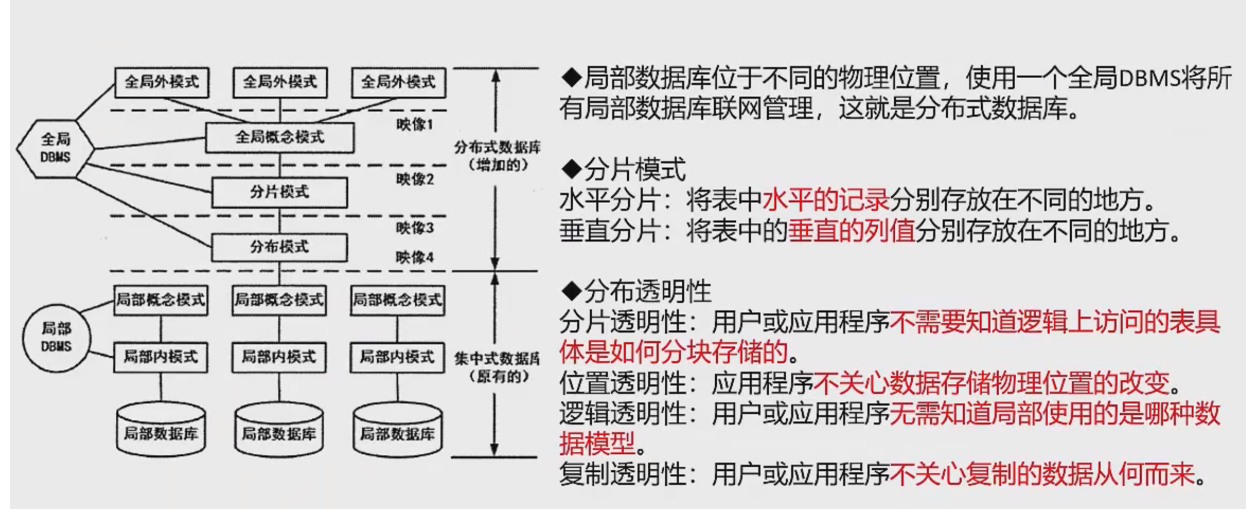 全局外模式 全局外模式 全局外模式
映像1
全局
DBMS
全局概念模式
分布式数据库
(增加的)
映像2
分片模式
映像3
分布模式
映像4
局部概念模式 局部概念模式 局部概念模式
局部
DBMS
局部内模式 局部内模式 局部内模式
集中式数据库
(原有的)
局部数据库 局部数据库 局部数据库
◆局部数据库位于不同的物理位置，使用一个全局DBMS将所
有局部数据库联网管理，这就是分布式数据库。
◆分片模式
水平分片：将表中水平的记录分别存放在不同的地方。
垂直分片：将表中的垂直的列值分别存放在不同的地方。
◆分布透明性
分片透明性：用户或应用程序不需要知道逻辑上访问的表具
体是如何分块存储的。
位置透明性：应用程序不关心数据存储物理位置的改变。
逻辑透明性：用户或应用程序无需知道局部使用的是哪种数
据模型。
复制透明性：用户或应用程序不关心复制的数据从何而来。